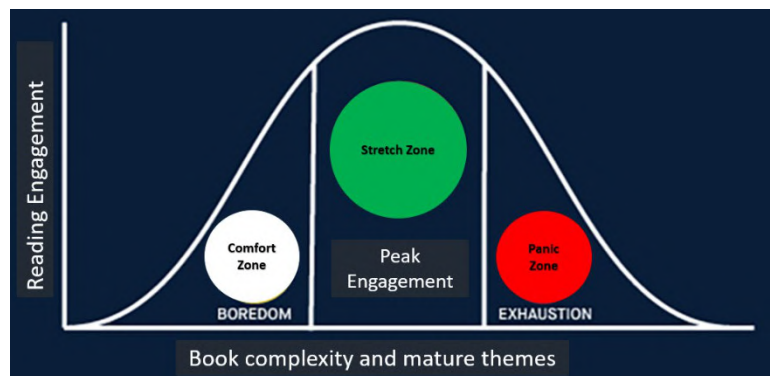 Reading Engagement
Stretch Zone
Comfort
Zone
Peak
Engagement
Panic
Zone
BOREDOM
EXHAUSTION
Book complexity and mature themes